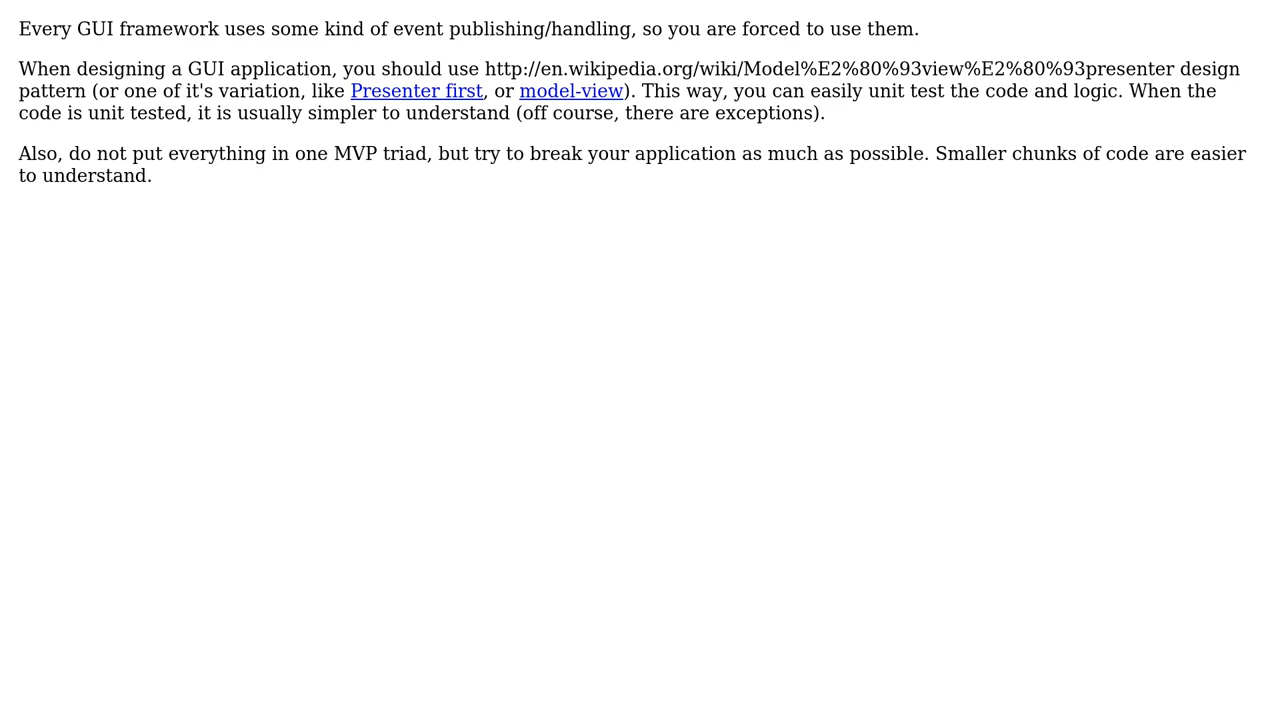 Every GUI framework uses some kind of event publishing/handling, so you are forced to use them.
When designing a GUI application, you should use http://en.wikipedia.org/wiki/Model%E2%80%93view%E2%80%93presenter design
pattern (or one of it's variation, like Presenter first, or model-view). This way, you can easily unit test the code and logic. When the
code is unit tested, it is usually simpler to understand (off course, there are exceptions).
Also, do not put everything in one MVP triad, but try to break your application as much as possible. Smaller chunks of code are easier
to understand.